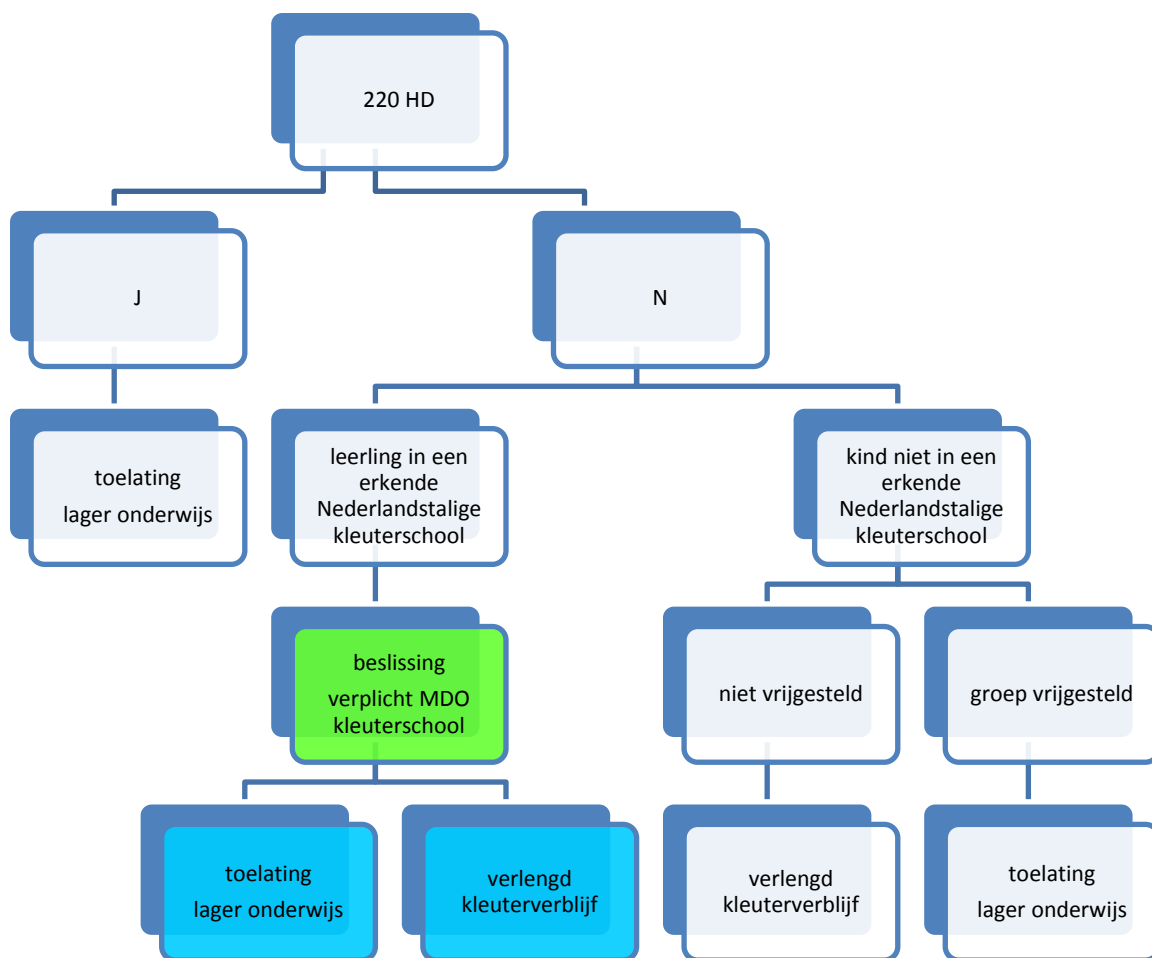 220 HD
J
N
toelating
lager onderwijs
leerling in een
erkende
Nederlandstalige
kleuterschool
kind niet in een
erkende
Nederlandstalige
kleuterschool
beslissing
verplicht MDO
kleuterschool
niet vrijgesteld
groep vrijgesteld
toelating
lager onderwijs
verlengd
kleuterverblijf
verlengd
kleuterverblijf
toelating
lager onderwijs